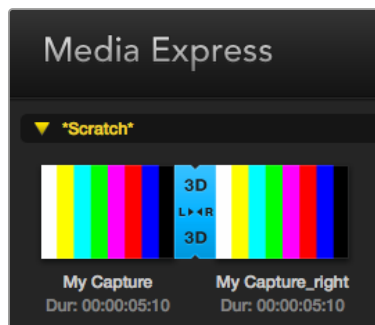 Media Express
*Scratch*
3D
L R
3D
My Capture My Capture_right
Dur: 00:00:05:10 Dur: 00:00:05:10